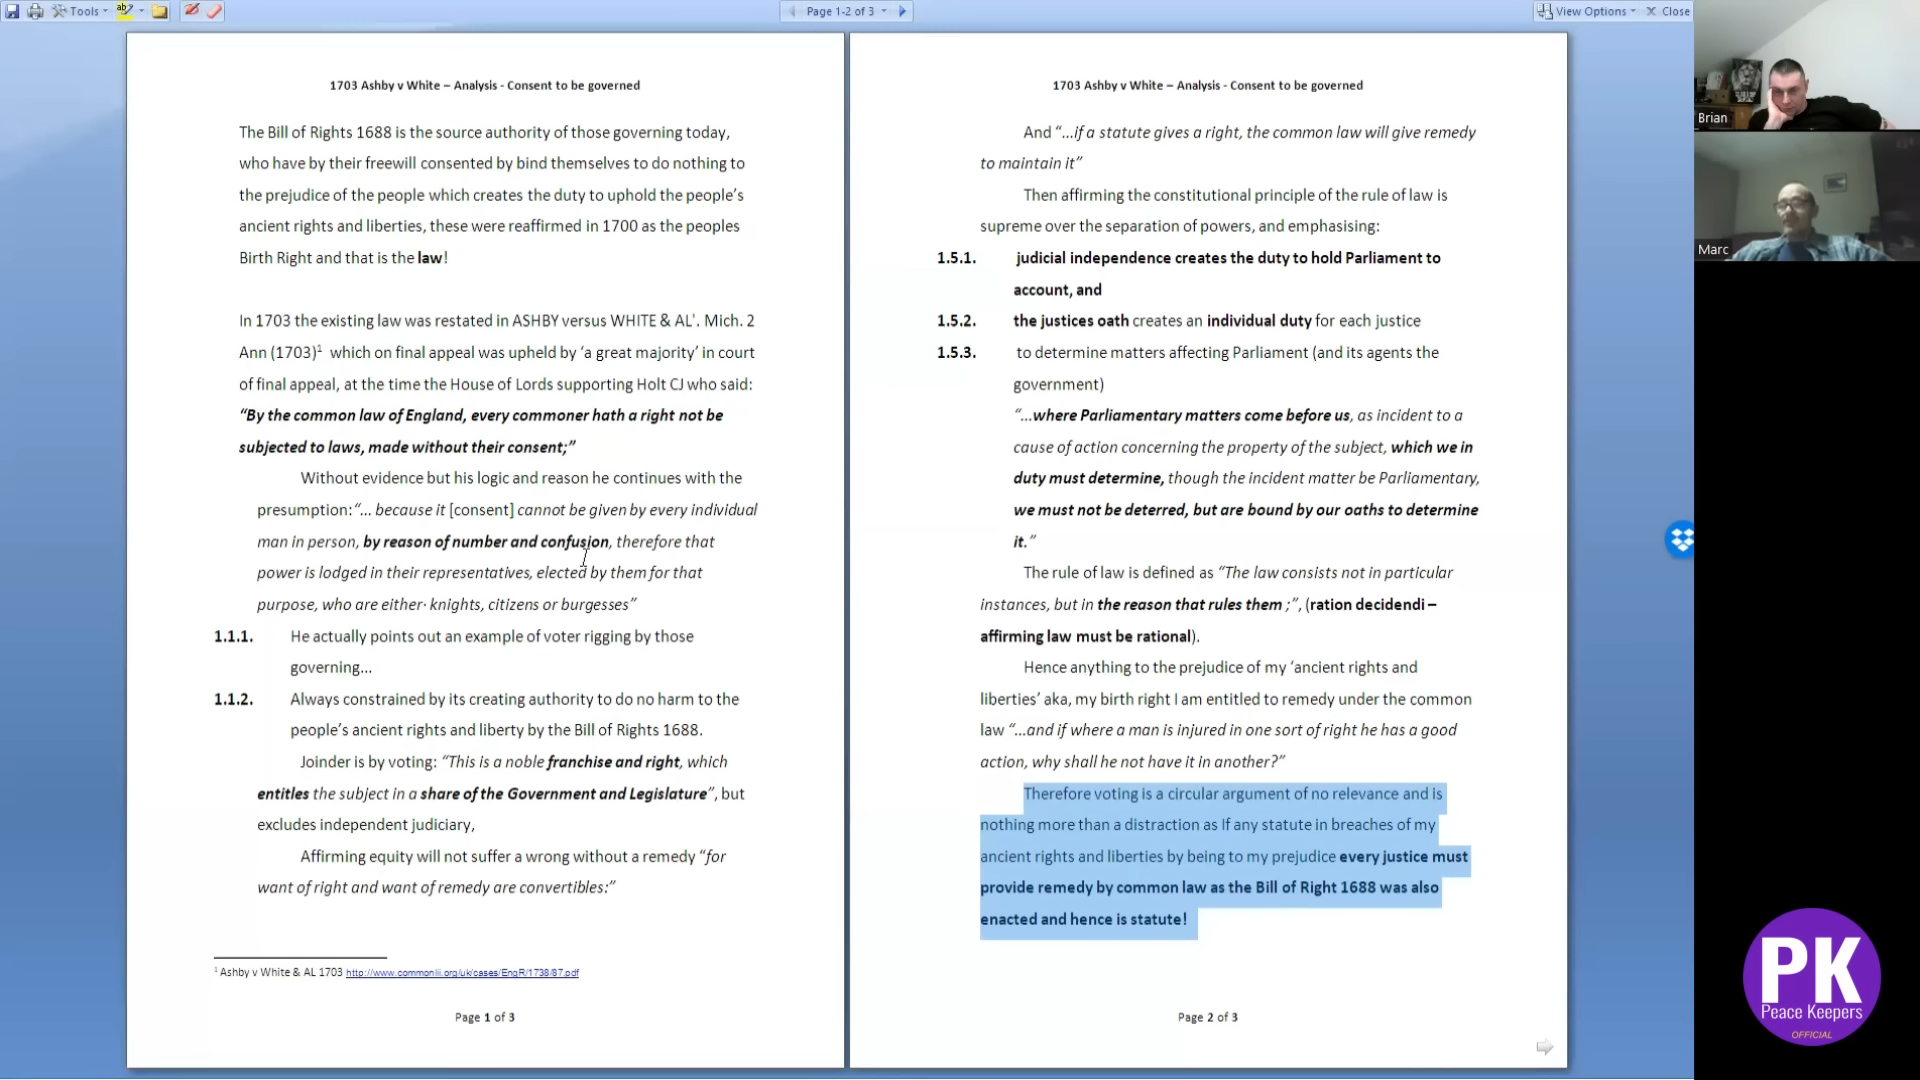 Tools
Page 1-2 of 3
View Options
Close
1703 Ashby v White – Analysis - Consent to be governed
The Bill of Rights 1688 is the source authority of those governing today,
who have by their freewill consented by bind themselves to do nothing to
the prejudice of the people which creates the duty to uphold the people's
ancient rights and liberties, these were reaffirmed in 1700 as the peoples
Birth Right and that is the law!
In 1703 the existing law was restated in ASHBY versus WHITE & AL'. Mich. 2
Ann (1703)1 which on final appeal was upheld by 'a great majority' in court
of final appeal, at the time the House of Lords supporting Holt CJ who said:
“By the common law of England, every commoner hath a right not be
subjected to laws, made without their consent;”
Without evidence but his logic and reason he continues with the
presumption: “... because it [consent] cannot be given by every individual
man in person, by reason of number and confusion, therefore that
power is lodged in their representatives, elected by them for that
purpose, who are either· knights, citizens or burgesses”
1.1.1. He actually points out an example of voter rigging by those
governing...
1.1.2. Always constrained by its creating authority to do no harm to the
people's ancient rights and liberty by the Bill of Rights 1688.
Joinder is by voting: “This is a noble franchise and right, which
entitles the subject in a share of the Government and Legislature”, but
excludes independent judiciary,
Affirming equity will not suffer a wrong without a remedy “for
want of right and want of remedy are convertibles:”
1 Ashby v White & AL 1703 http://www.commonlii.org/uk/cases/EngR/1738/87.pdf
Page 1 of 3
1703 Ashby v White – Analysis - Consent to be governed
And “...if a statute gives a right, the common law will give remedy
to maintain it”
Then affirming the constitutional principle of the rule of law is
supreme over the separation of powers, and emphasising:
1.5.1. judicial independence creates the duty to hold Parliament to
account, and
1.5.2. the justices oath creates an individual duty for each justice
1.5.3. to determine matters affecting Parliament (and its agents the
government)
“...where Parliamentary matters come before us, as incident to a
cause of action concerning the property of the subject, which we in
duty must determine, though the incident matter be Parliamentary,
we must not be deterred, but are bound by our oaths to determine
it.”
The rule of law is defined as “The law consists not in particular
instances, but in the reason that rules them ;”, (ration decidendi –
affirming law must be rational).
Hence anything to the prejudice of my 'ancient rights and
liberties' aka, my birth right I am entitled to remedy under the common
law “...and if where a man is injured in one sort of right he has a good
action, why shall he not have it in another?”
Therefore voting is a circular argument of no relevance and is
nothing more than a distraction as If any statute in breaches of my
ancient rights and liberties by being to my prejudice every justice must
provide remedy by common law as the Bill of Right 1688 was also
enacted and hence is statute!
Page 2 of 3
Brian
Marc
PK
Peace Keepers
OFFICIAL